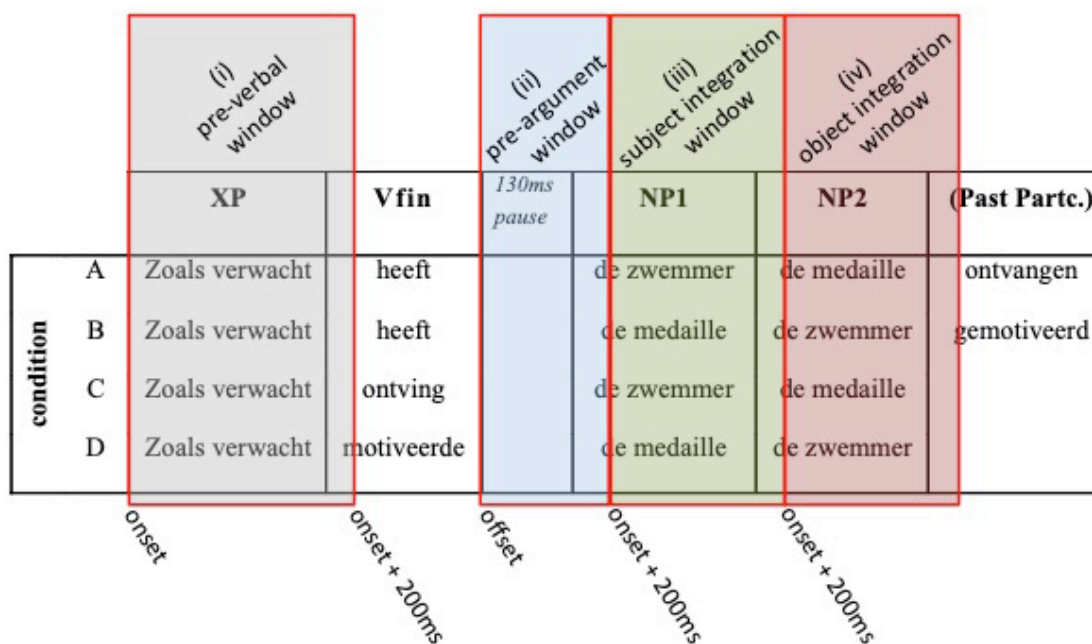 (i)
pre-verbal
window
(ii)
pre-argument
window
(iii)
subject integration
window
(iv)
object integration
window
XP Vfin 130ms pause NP1 NP2 (Past Partc.)
condition
A Zoals verwacht heeft de zwemmer de medaille ontvangen
B Zoals verwacht heeft de medaille de zwemmer gemotiveerd
C Zoals verwacht ontving de zwemmer de medaille
D Zoals verwacht motiveerde de medaille de zwemmer
onset
onset + 200ms
offset
onset + 200ms
onset + 200ms